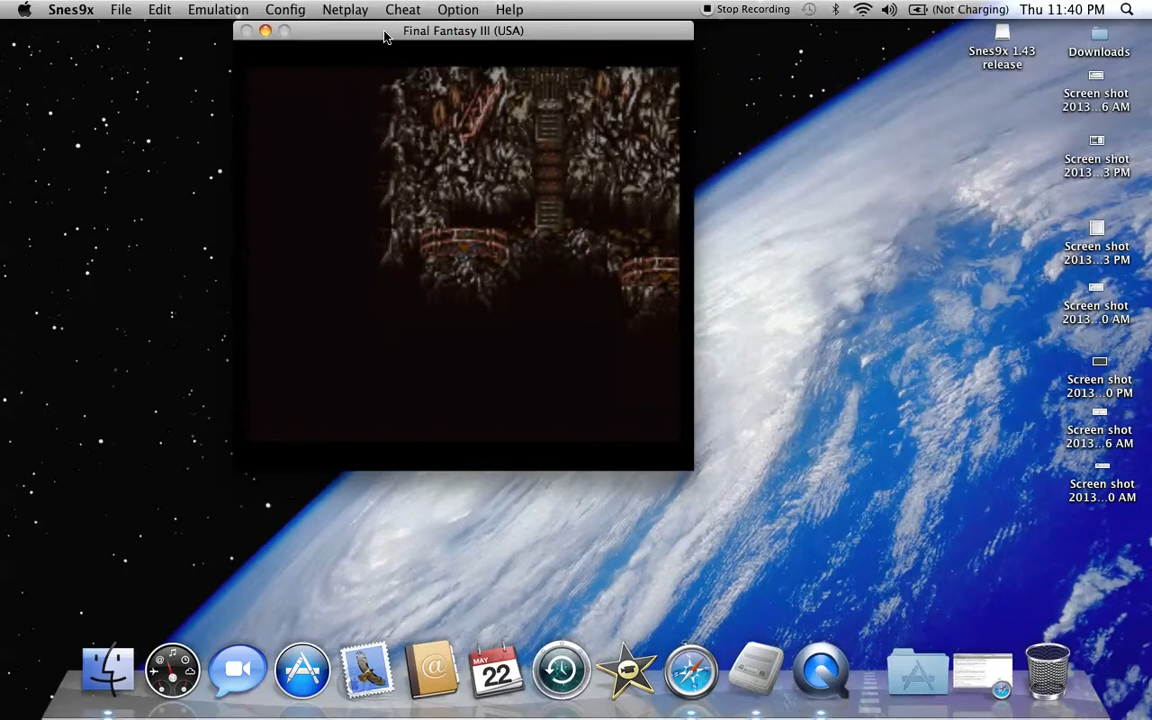 Snes9x File Edit Emulation Config Netplay Cheat Option Help Stop Recording (Not Charging) Thu 11:40 PM
Final Fantasy III (USA)
Snes9x 1.43
release
Downloads
Screen shot
2013...6 AM
Screen shot
2013...3 PM
Screen shot
2013...3 PM
Screen shot
2013...0 AM
Screen shot
2013...0 PM
Screen shot
2013...6 AM
Screen shot
2013...0 AM
MAY
22